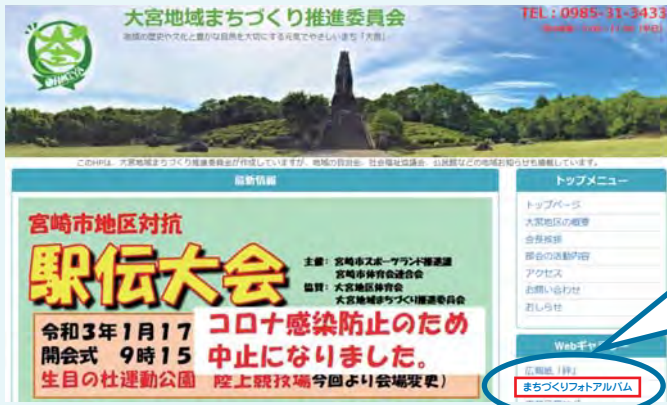 大宮地域まちづくり推進委員会
地域の歴史や文化と豊かな自然を大切にする元気でやさしいまち「大宮」
TEL:0985-31-3433
OHMIYA
このHPは、大宮地域まちづくり推進委員会が作成していますが、地域の自治会、社会福祉協議会、公民館などの地域お知らせも掲載しています。
最新情報
トップメニュー
宮崎市地区対抗
駅伝大会
主催：宮崎市スポーツランド推進課
宮崎市体育会連合会
協賛：大宮地区体育会
大宮地域まちづくり推進委員会
令和3年1月17
開会式 9時15
生目の杜運動公園 陸上競技場今回より会場変更)
コロナ感染防止のため
中止になりました。
トップページ
大宮地区の概要
会長挨拶
部会の活動内容
アクセス
お問い合わせ
おしらせ
Webギャ
広報紙「絆」
まちづくりフォトアルバム